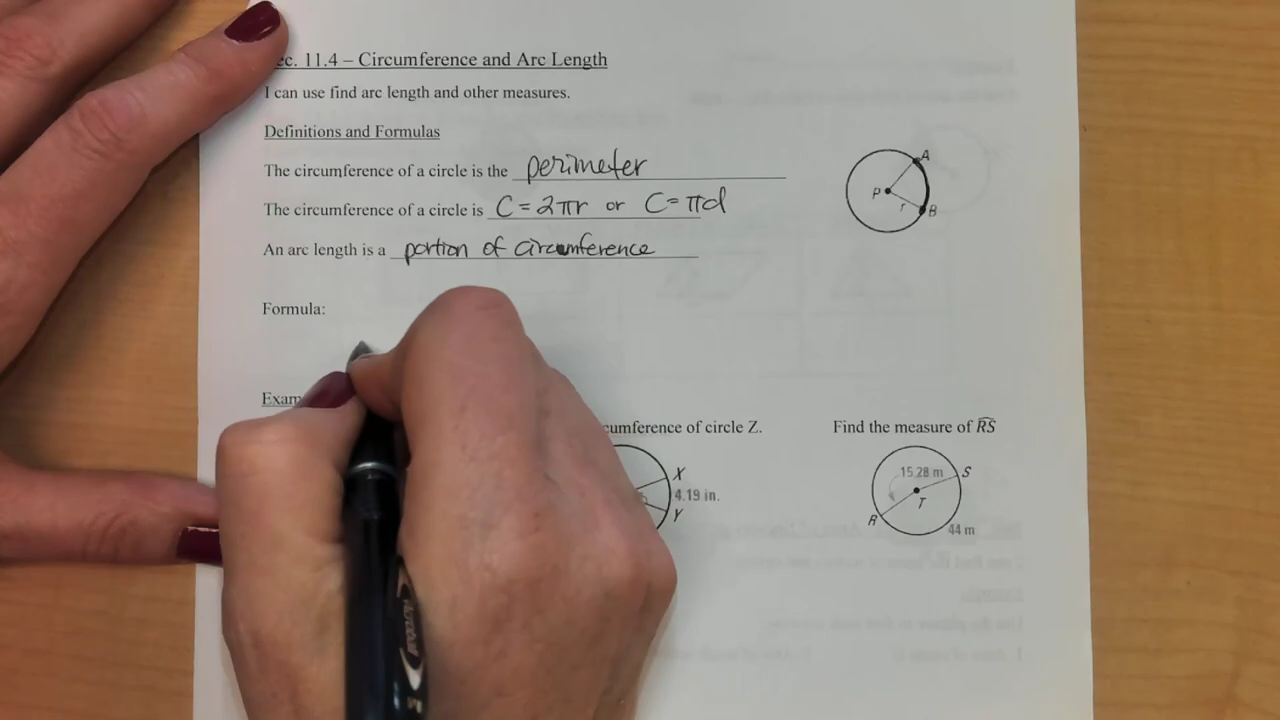 ec. 11.4 – Circumference and Arc Length
I can use find arc length and other measures.
Definitions and Formulas
The circumference of a circle is the perimeter
The circumference of a circle is C = 2πr or C = πd
An arc length is a portion of circumference
A
P
r
B
Formula:
Exam
cumference of circle Z.
Find the measure of RS
X
4.19 in.
Y
15.28 m
S
T
R
44 m